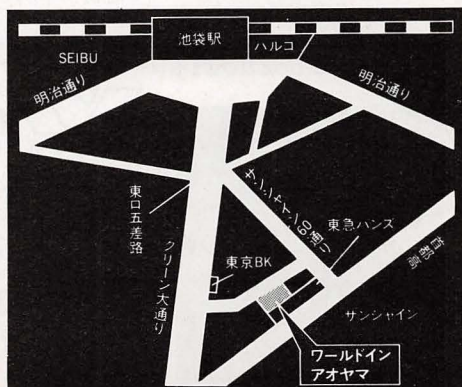 池袋駅
ハルコ
SEIBU
明治通り
明治通り
サンシャイン60通り
東口五差路
東急ハンズ
首都高
グリーン大通り
東京BK
サンシャイン
ワールドイン
アオヤマ